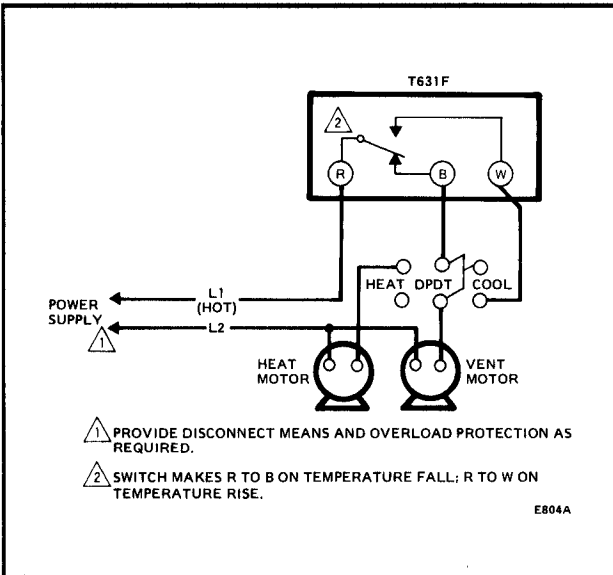 T631F
2
R
B
W
HEAT DPDT COOL
L1
(HOT)
POWER
SUPPLY
L2
1
HEAT
MOTOR
VENT
MOTOR
1 PROVIDE DISCONNECT MEANS AND OVERLOAD PROTECTION AS
REQUIRED.
2 SWITCH MAKES R TO B ON TEMPERATURE FALL; R TO W ON
TEMPERATURE RISE.
E804A